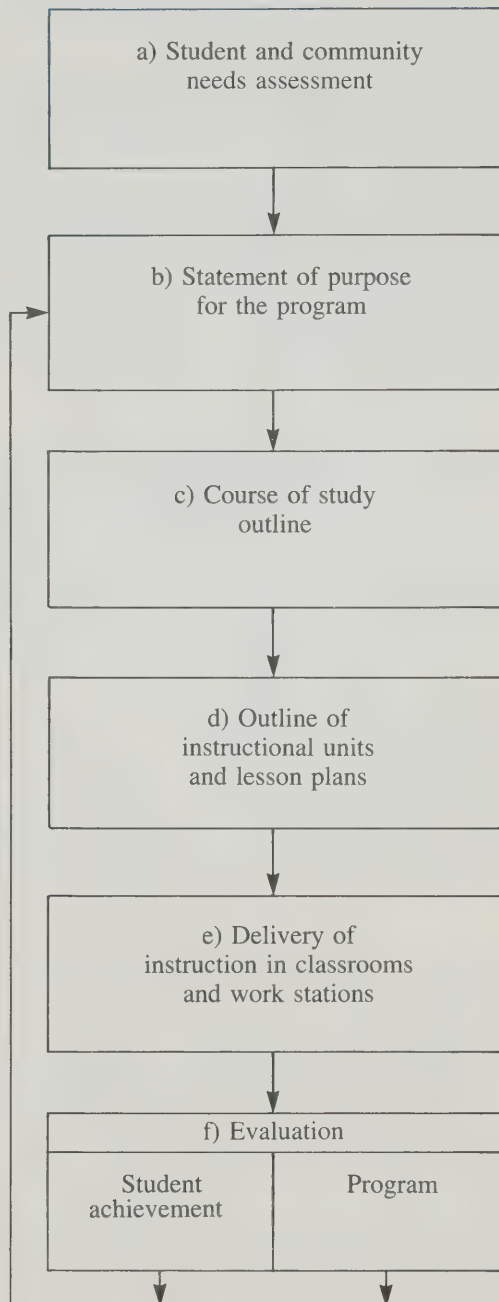 a) Student and community
needs assessment
b) Statement of purpose
for the program
c) Course of study
outline
d) Outline of
instructional units
and lesson plans
e) Delivery of
instruction in classrooms
and work stations
f) Evaluation
Student
achievement
Program